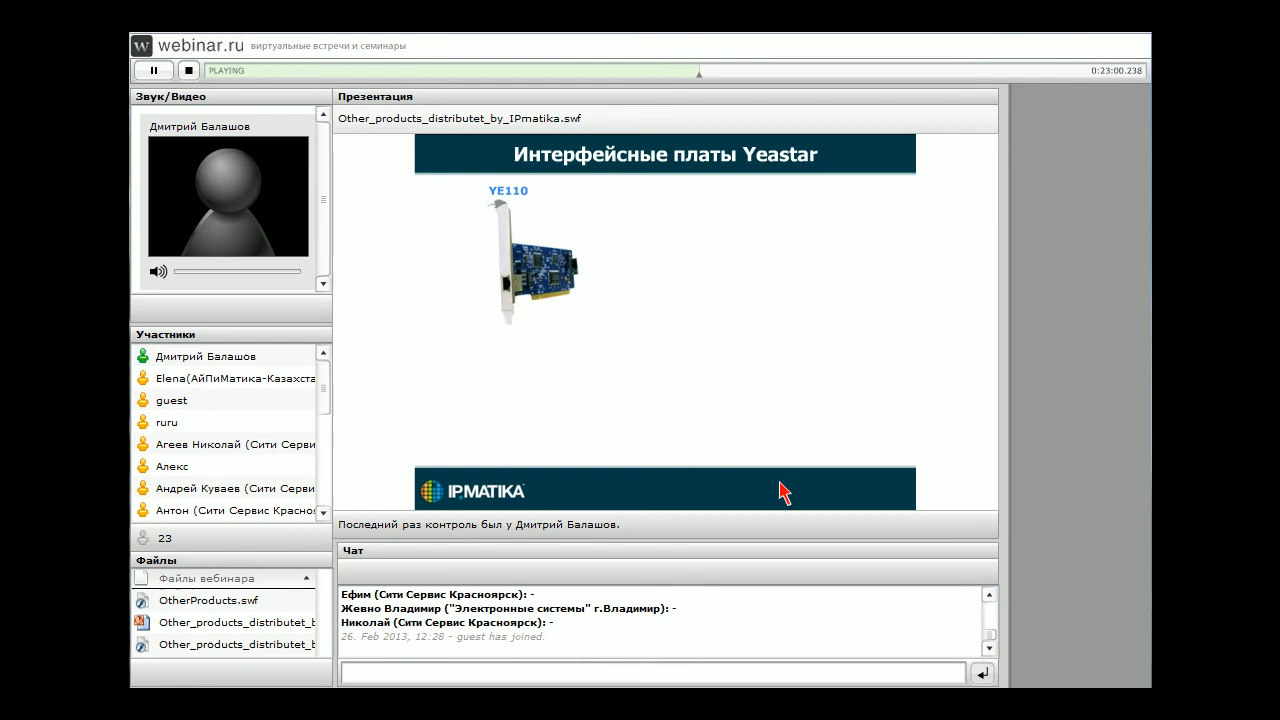 w webinar.ru виртуальные встречи и семинары
PLAYING
0:23:00.238
Звук/Видео
Дмитрий Балашов
Участники
Дмитрий Балашов
Elena(АйПиМатика-Казахста
guest
ruru
Агеев Николай (Сити Серви
Алекс
Андрей Куваев (Сити Серви
Антон (Сити Сервис Красно
23
Файлы
Файлы вебинара
OtherProducts.swf
Other_products_distributet_b
Other_products_distributet_b
Презентация
Other_products_distributet_by_IPmatika.swf
Интерфейсные платы Yeastar
YE110
IPMATIKA
Последний раз контроль был у Дмитрий Балашов.
Чат
Ефим (Сити Сервис Красноярск): -
Жевно Владимир ("Электронные системы" г.Владимир): -
Николай (Сити Сервис Красноярск): -
26. Feb 2013, 12:28 - guest has joined.